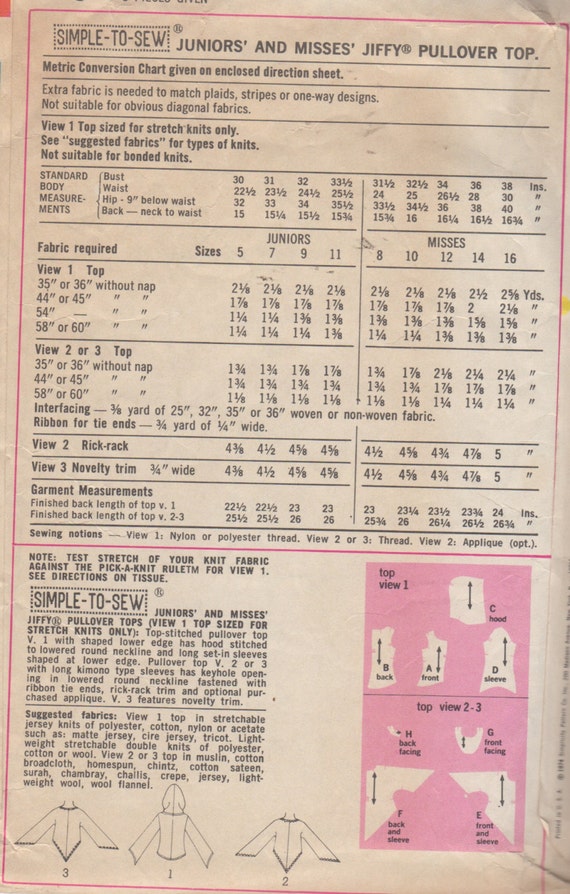 SIMPLE-TO-SEW® JUNIORS' AND MISSES' JIFFY® PULLOVER TOP.
Metric Conversion Chart given on enclosed direction sheet.
Extra fabric is needed to match plaids, stripes or one-way designs.
Not suitable for obvious diagonal fabrics.
View 1 Top sized for stretch knits only.
See "suggested fabrics" for types of knits.
Not suitable for bonded knits.
STANDARD Bust 30 31 32 33½ 31½ 32½ 34 36 38 Ins.
BODY Waist 22½ 23½ 24½ 25½ 24 25 26½ 28 30 "
MEASURE- Hip - 9" below waist 32 33 34 35½ 33½ 34½ 36 38 40 "
MENTS Back — neck to waist 15 15¼ 15½ 15¾ 15¾ 16 16¼ 16½ 16¾ "
JUNIORS MISSES
Fabric required Sizes 5 7 9 11 8 10 12 14 16
View 1 Top
35" or 36" without nap 2⅛ 2⅛ 2⅛ 2⅛ 2⅛ 2⅛ 2⅛ 2½ 2⅝ Yds.
44" or 45" " " 1⅞ 1⅞ 1⅞ 1⅞ 1⅞ 1⅞ 1⅞ 2 2⅛ "
54" — " " 1¼ 1¼ 1⅜ 1⅜ 1⅜ 1⅜ 1⅜ 1⅝ 1⅝ "
58" or 60" " " 1¼ 1¼ 1⅜ 1⅜ 1¼ 1¼ 1⅜ 1⅜ 1⅜ "
View 2 or 3 Top
35" or 36" without nap 1¾ 1¾ 1⅞ 1⅞ 1¾ 1⅞ 2⅛ 2¼ 2¼ "
44" or 45" " " 1¾ 1¾ 1¾ 1¾ 1¾ 1¾ 1⅞ 1⅞ 1⅞ "
58" or 60" " " 1⅛ 1⅛ 1⅛ 1⅛ 1⅛ 1⅛ 1¼ 1¼ 1¼ "
Interfacing — ⅜ yard of 25", 32", 35" or 36" woven or non-woven fabric.
Ribbon for tie ends — ¾ yard of ¼" wide.
View 2 Rick-rack 4⅜ 4½ 4⅝ 4⅝ 4½ 4⅝ 4¾ 4⅞ 5 "
View 3 Novelty trim ¾" wide 4⅜ 4½ 4⅝ 4⅝ 4½ 4⅝ 4¾ 4⅞ 5 "
Garment Measurements
Finished back length of top v. 1 22½ 22½ 23 23 23 23¼ 23½ 23¾ 24 Ins.
Finished back length of top v. 2-3 25½ 25½ 26 26 25¾ 26 26¼ 26½ 26¾ "
Sewing notions — View 1: Nylon or polyester thread. View 2 or 3: Thread. View 2: Applique (opt.).
NOTE: TEST STRETCH OF YOUR KNIT FABRIC
AGAINST THE PICK-A-KNIT RULETM FOR VIEW 1.
SEE DIRECTIONS ON TISSUE.
SIMPLE-TO-SEW®
JUNIORS' AND MISSES'
JIFFY® PULLOVER TOPS (VIEW 1 TOP SIZED FOR
STRETCH KNITS ONLY): Top-stitched pullover top
V. 1 with shaped lower edge has hood stitched
to lowered round neckline and long set-in sleeves
shaped at lower edge. Pullover top V. 2 or 3
with long kimono type sleeves has keyhole open-
ing in lowered round neckline fastened with
ribbon tie ends, rick-rack trim and optional pur-
chased applique. V. 3 features novelty trim.
Suggested fabrics: View 1 top in stretchable
jersey knits of polyester, cotton, nylon or acetate
such as: matte jersey, cire jersey, tricot. Light-
weight stretchable double knits of polyester,
cotton or wool. View 2 or 3 top in muslin, cotton
broadcloth, homespun, chintz, cotton sateen,
surah, chambray, challis, crepe, jersey, light-
weight wool, wool flannel.
3
1
2
top
view 1
C
hood
B
back
A
front
D
sleeve
top view 2-3
H
back
facing
G
front
facing
F
back
and
sleeve
E
front
and
sleeve
Printed in U. S. A.